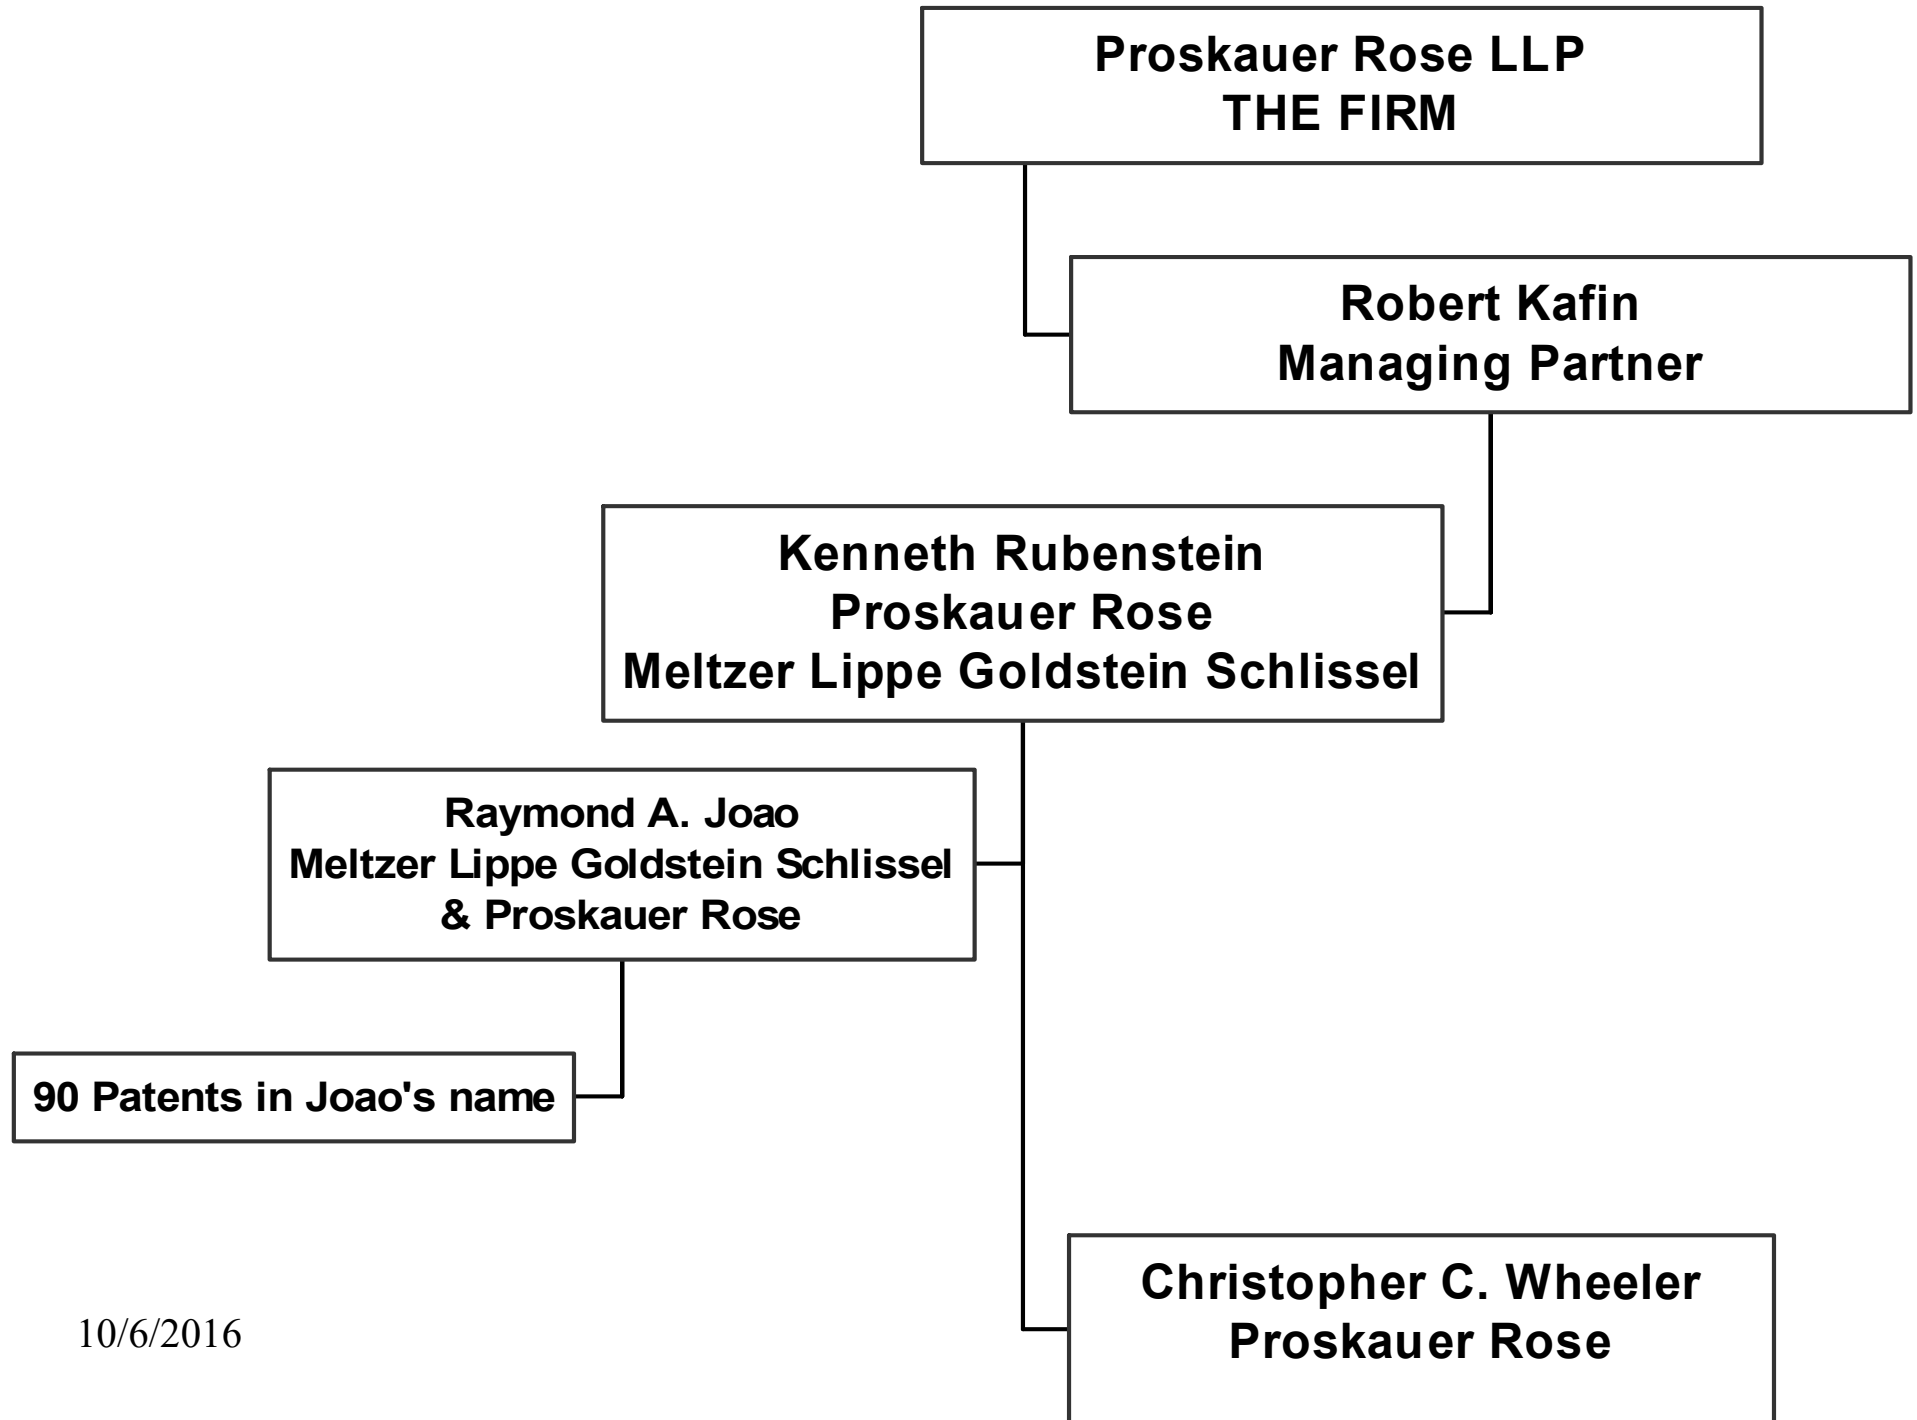 Proskauer Rose LLP
THE FIRM
Robert Kafin
Managing Partner
Kenneth Rubenstein
Proskauer Rose
Meltzer Lippe Goldstein Schlissel
Raymond A. Joao
Meltzer Lippe Goldstein Schlissel
& Proskauer Rose
90 Patents in Joao's name
Christopher C. Wheeler
Proskauer Rose
10/6/2016